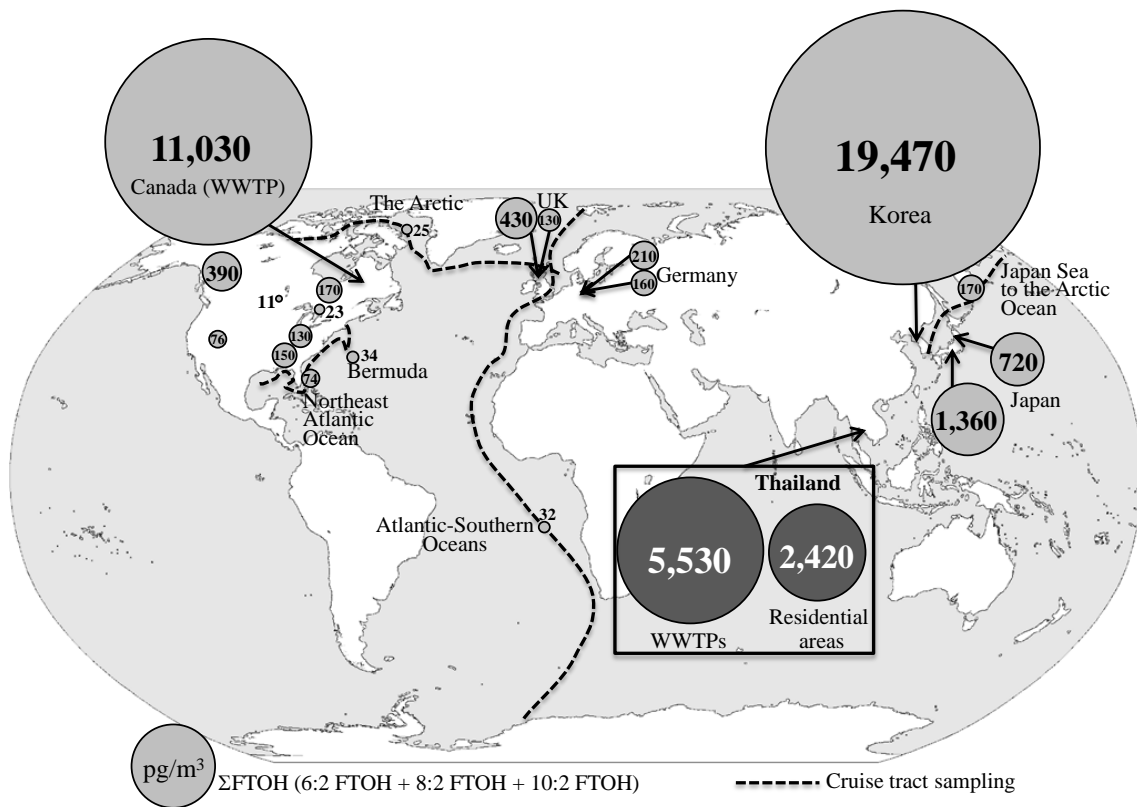 11,030
Canada (WWTP)
19,470
Korea
The Arctic
25
UK
430
130
210
160
Germany
390
170
11
23
76
130
150
34
Bermuda
74
Northeast
Atlantic
Ocean
170
Japan Sea
to the Arctic
Ocean
720
Japan
1,360
Thailand
5,530
WWTPs
2,420
Residential
areas
32
Atlantic-Southern
Oceans
pg/m³
ΣFTOH (6:2 FTOH + 8:2 FTOH + 10:2 FTOH)
Cruise tract sampling